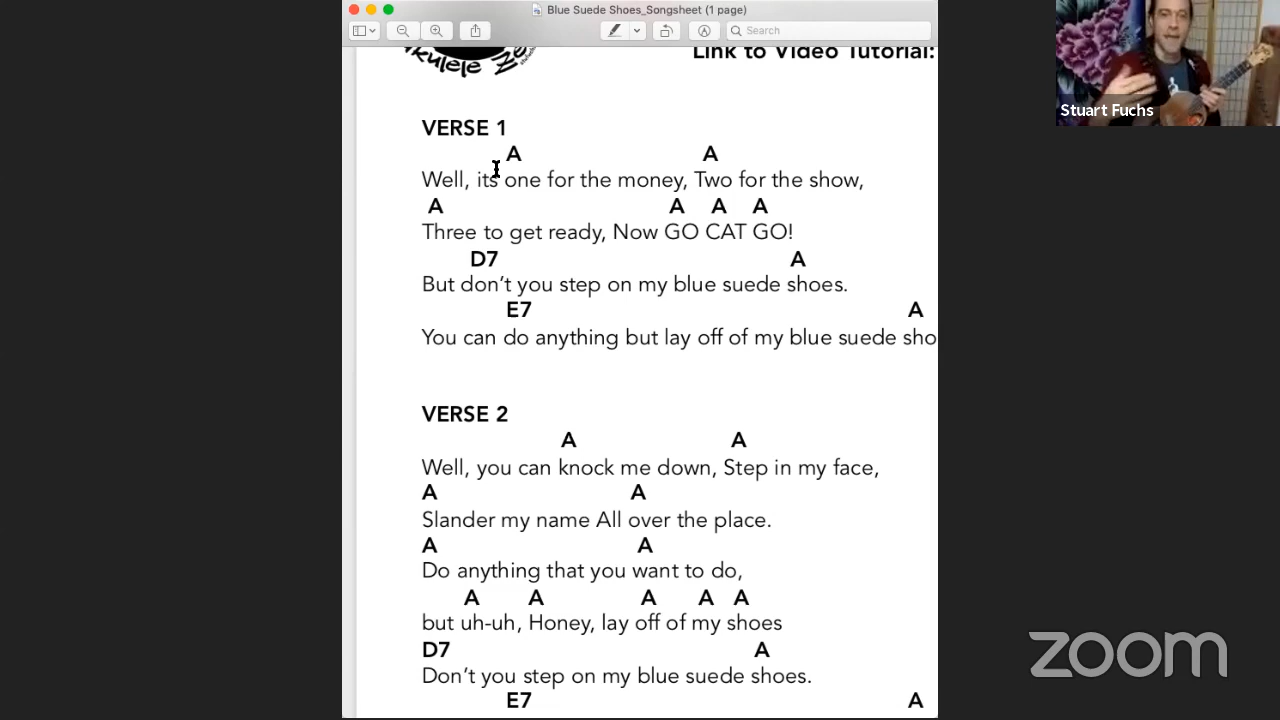 Blue Suede Shoes_Songsheet (1 page)
Search
Link to Video Tutorial:
VERSE 1
A A
Well, its one for the money, Two for the show,
A A A A
Three to get ready, Now GO CAT GO!
D7 A
But don't you step on my blue suede shoes.
E7 A
You can do anything but lay off of my blue suede sho
VERSE 2
A A
Well, you can knock me down, Step in my face,
A A
Slander my name All over the place.
A A
Do anything that you want to do,
A A A A A
but uh-uh, Honey, lay off of my shoes
D7 A
Don't you step on my blue suede shoes.
E7 A
Stuart Fuchs
zoom